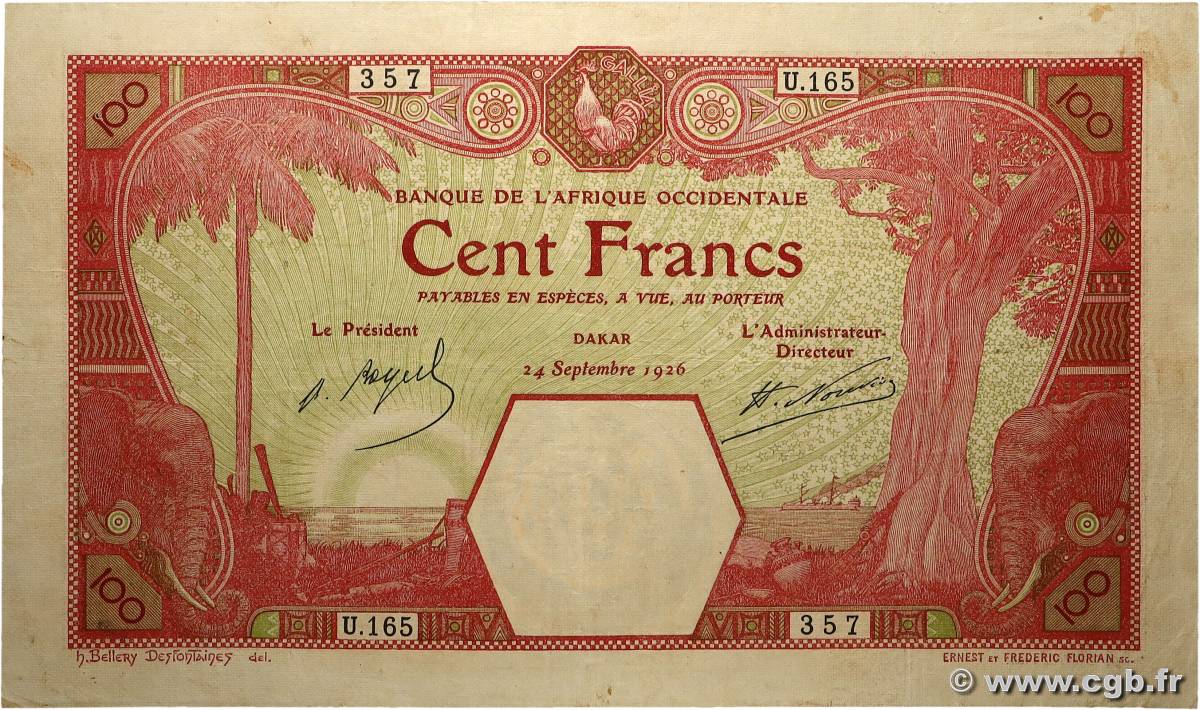 GALLIA
357
U.165
100
100
BANQUE DE L'AFRIQUE OCCIDENTALE
Cent Francs
PAYABLES EN ESPÈCES, A VUE, AU PORTEUR
Le Président
DAKAR
L'Administrateur-
Directeur
24 Septembre 1926
100
100
U.165
357
h. Bellery Desfontaines del.
ERNEST ET FREDERIC FLORIAN SC.
© www.cgb.fr